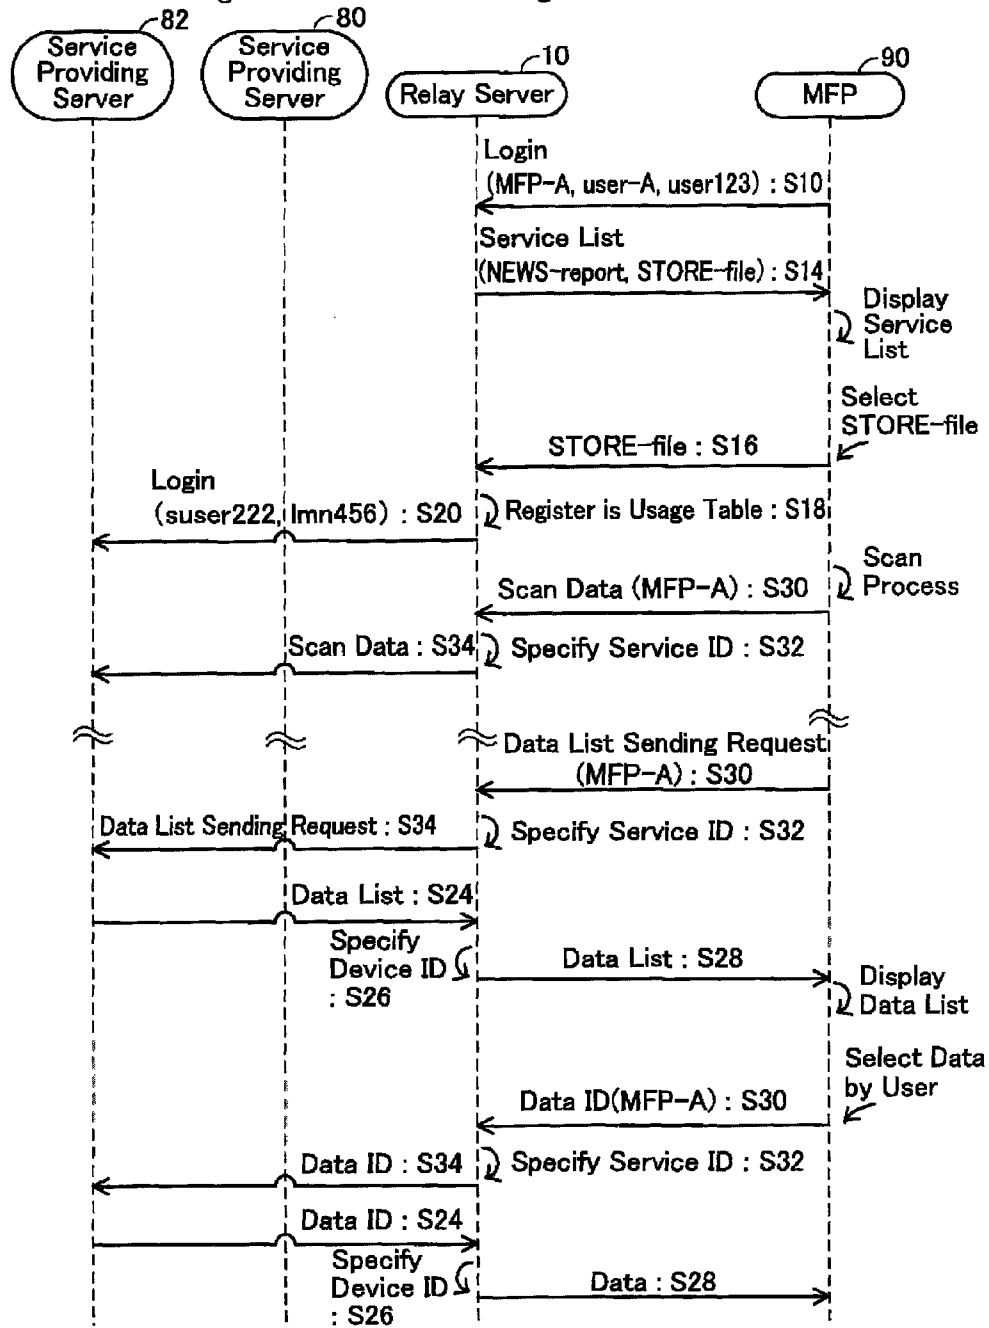 82
80
10
90
Service
Providing
Server
Service
Providing
Server
Relay Server
MFP
Login
(MFP-A, user-A, user123) : S10
Service List
(NEWS-report, STORE-file) : S14
Display
Service
List
Select
STORE-file
STORE-file : S16
Login
(suser222, lmn456) : S20
Register is Usage Table : S18
Scan
Process
Scan Data (MFP-A) : S30
Scan Data : S34
Specify Service ID : S32
Data List Sending Request
(MFP-A) : S30
Data List Sending Request : S34
Specify Service ID : S32
Data List : S24
Specify
Device ID
: S26
Data List : S28
Display
Data List
Select Data
by User
Data ID(MFP-A) : S30
Data ID : S34
Specify Service ID : S32
Data ID : S24
Specify
Device ID
: S26
Data : S28